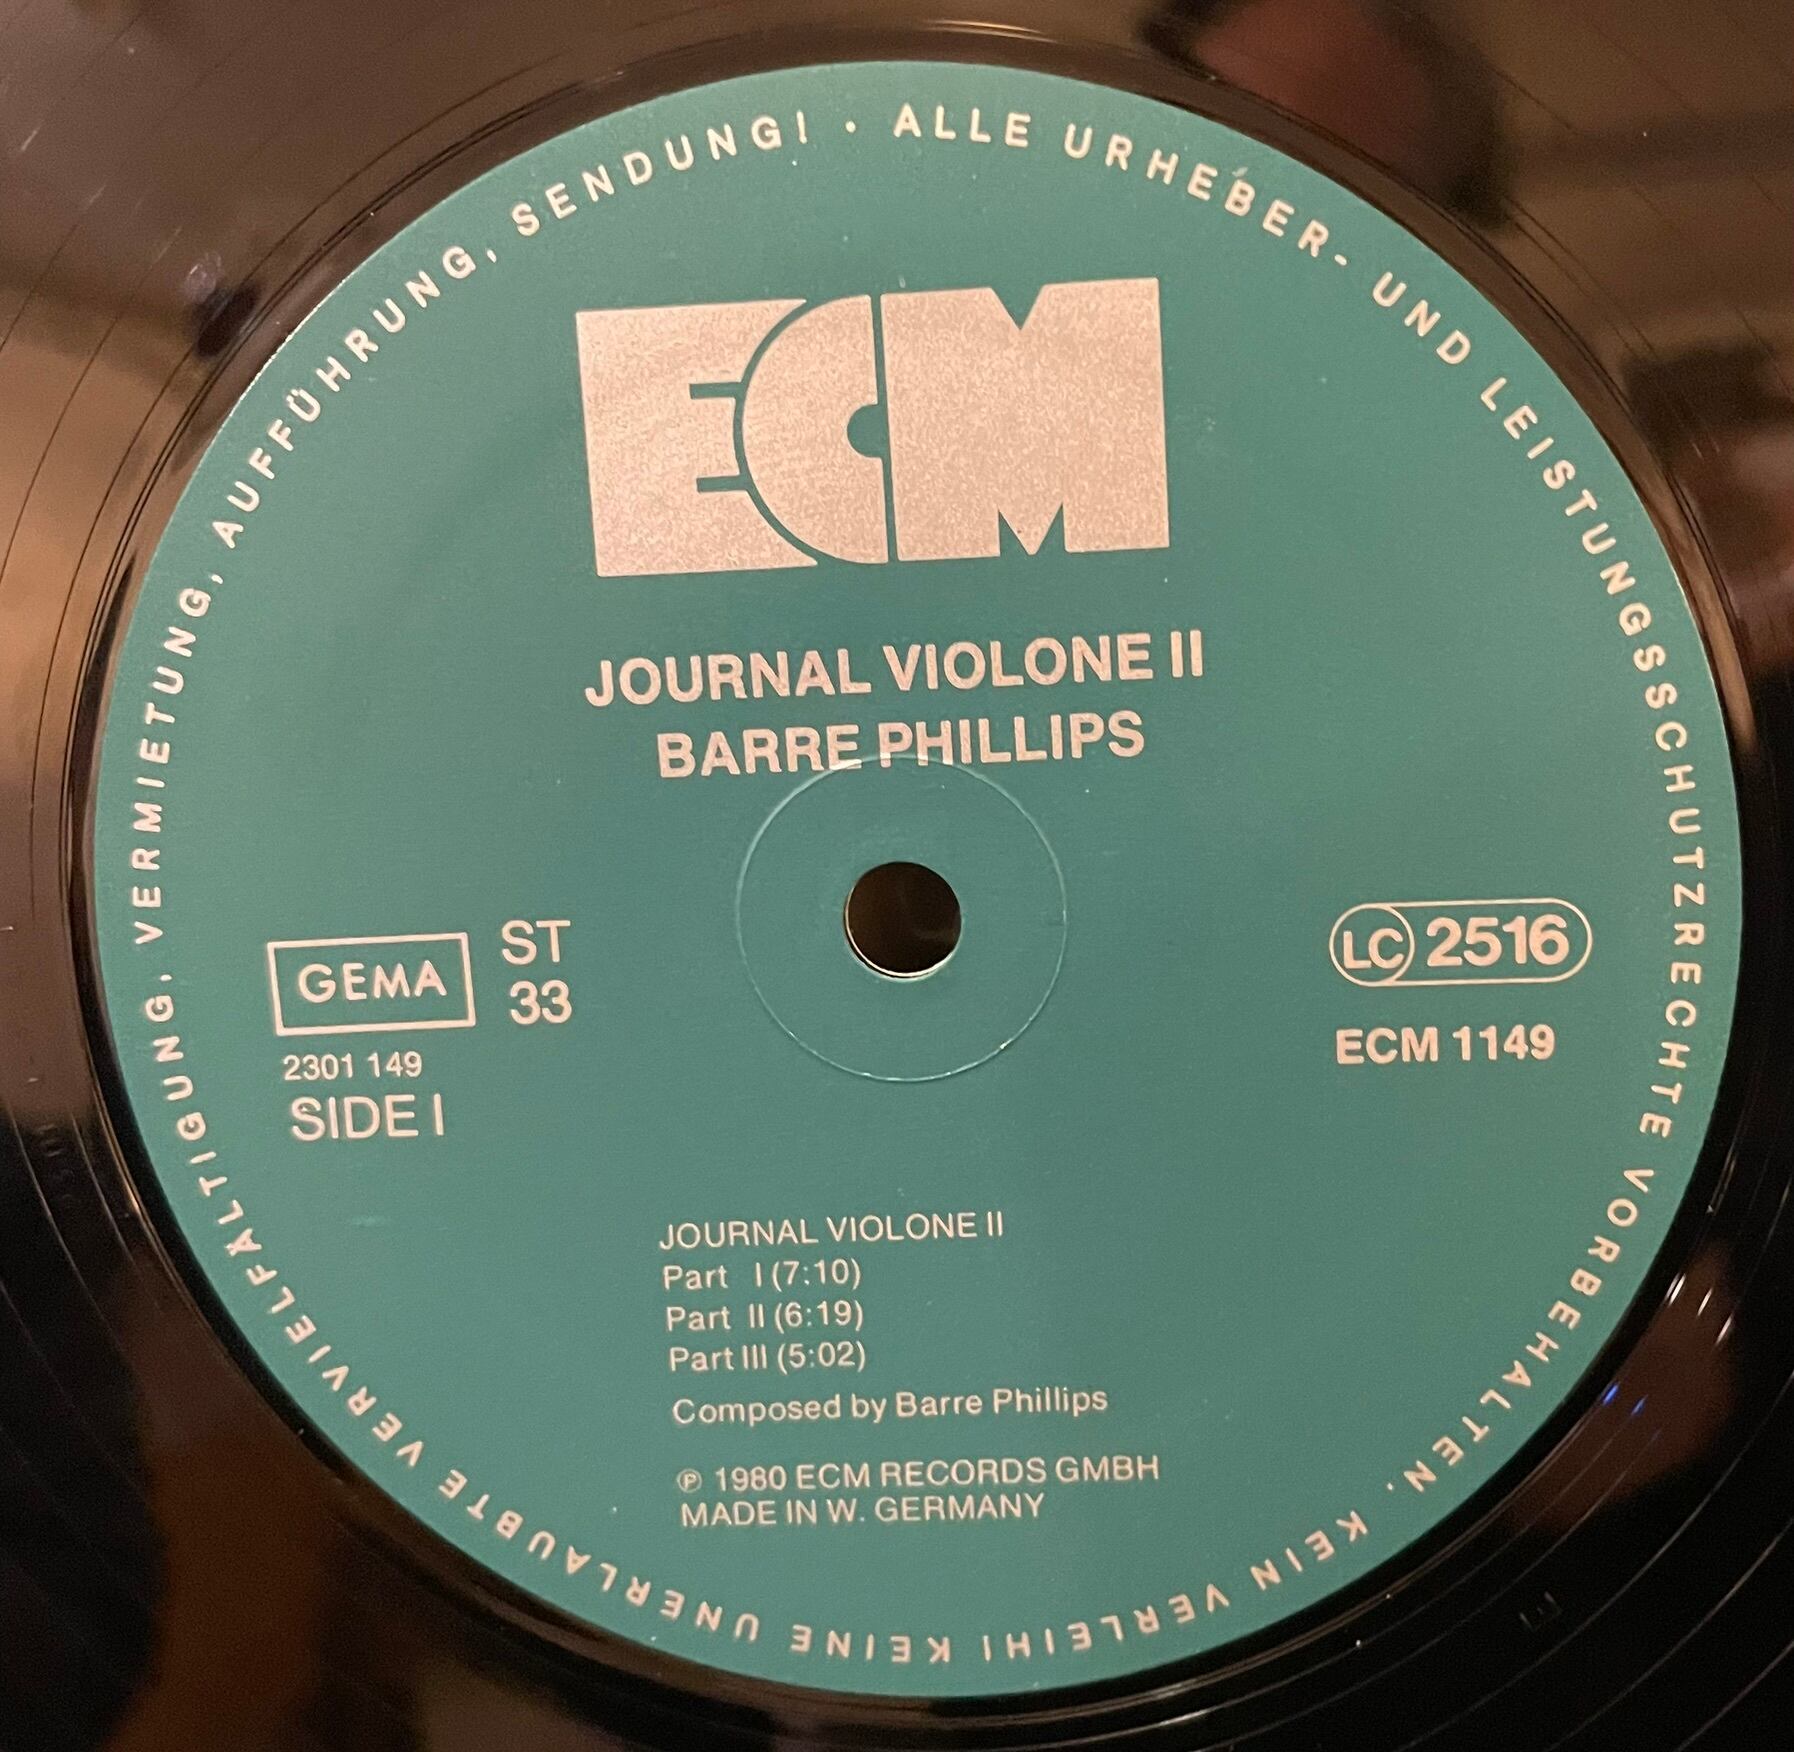 ALLE URHEBER- UND LEISTUNGSSCHUTZRECHTE VORBEHALTEN. KEIN VERLEIH! KEINE UNERLAUBTE VERVIELFÄLTIGUNG, VERMIETUNG, AUFFÜHRUNG, SENDUNG! •
ECM
JOURNAL VIOLONE II
BARRE PHILLIPS
GEMA
ST
33
2301 149
SIDE I
LC 2516
ECM 1149
JOURNAL VIOLONE II
Part I (7:10)
Part II (6:19)
Part III (5:02)
Composed by Barre Phillips
℗ 1980 ECM RECORDS GMBH
MADE IN W. GERMANY